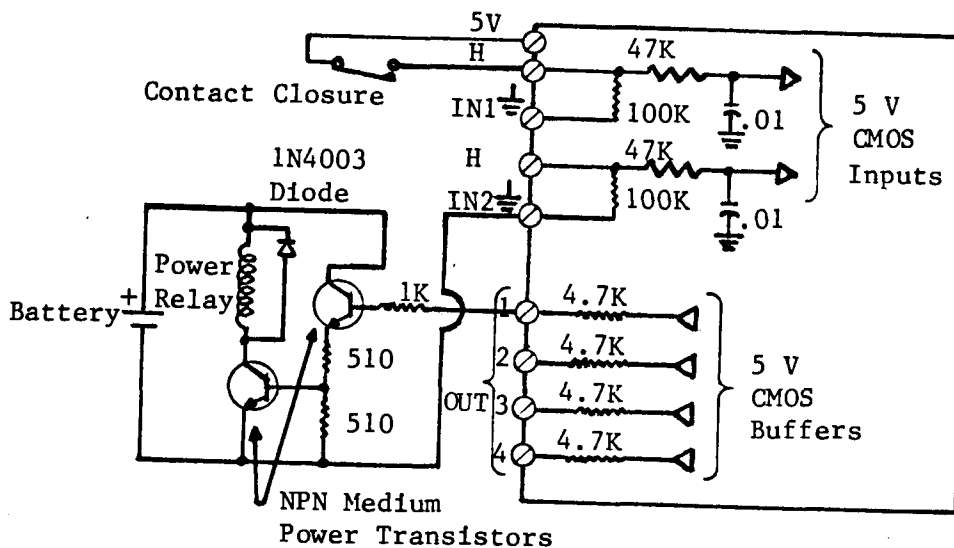 5V
H
47K
Contact Closure
IN1
100K
.01
5 V
CMOS
Inputs
1N4003
Diode
H
47K
IN2
100K
.01
Power
Relay
Battery
+
1K
1
4.7K
510
2
4.7K
5 V
CMOS
Buffers
OUT
3
4.7K
510
4
4.7K
NPN Medium
Power Transistors